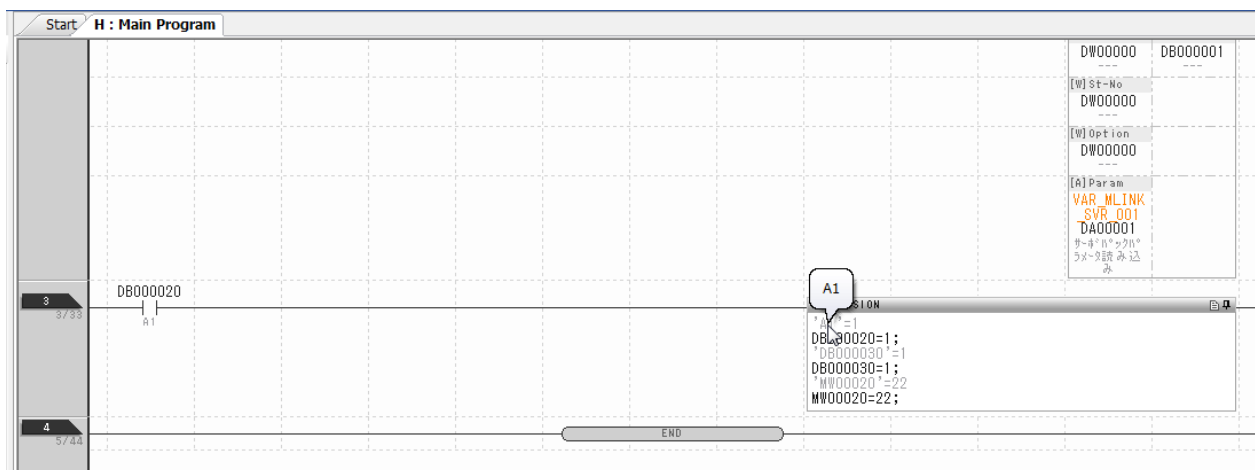 Start H : Main Program
DW00000 DB000001
--- ---
[W]St-No
DW00000
---
[W]Option
DW00000
---
[A]Param
VAR_MLINK
_SVR_001
DA00001
ｻｰﾎﾞﾊﾟｯｸﾊﾟ
ﾗﾒｰﾀ読み込
み
3
3/33
DB000020
A1
A1
SION
=1
DB000020=1;
'DB000030'=1
DB000030=1;
'MW00020'=22
MW00020=22;
4
5/44
END